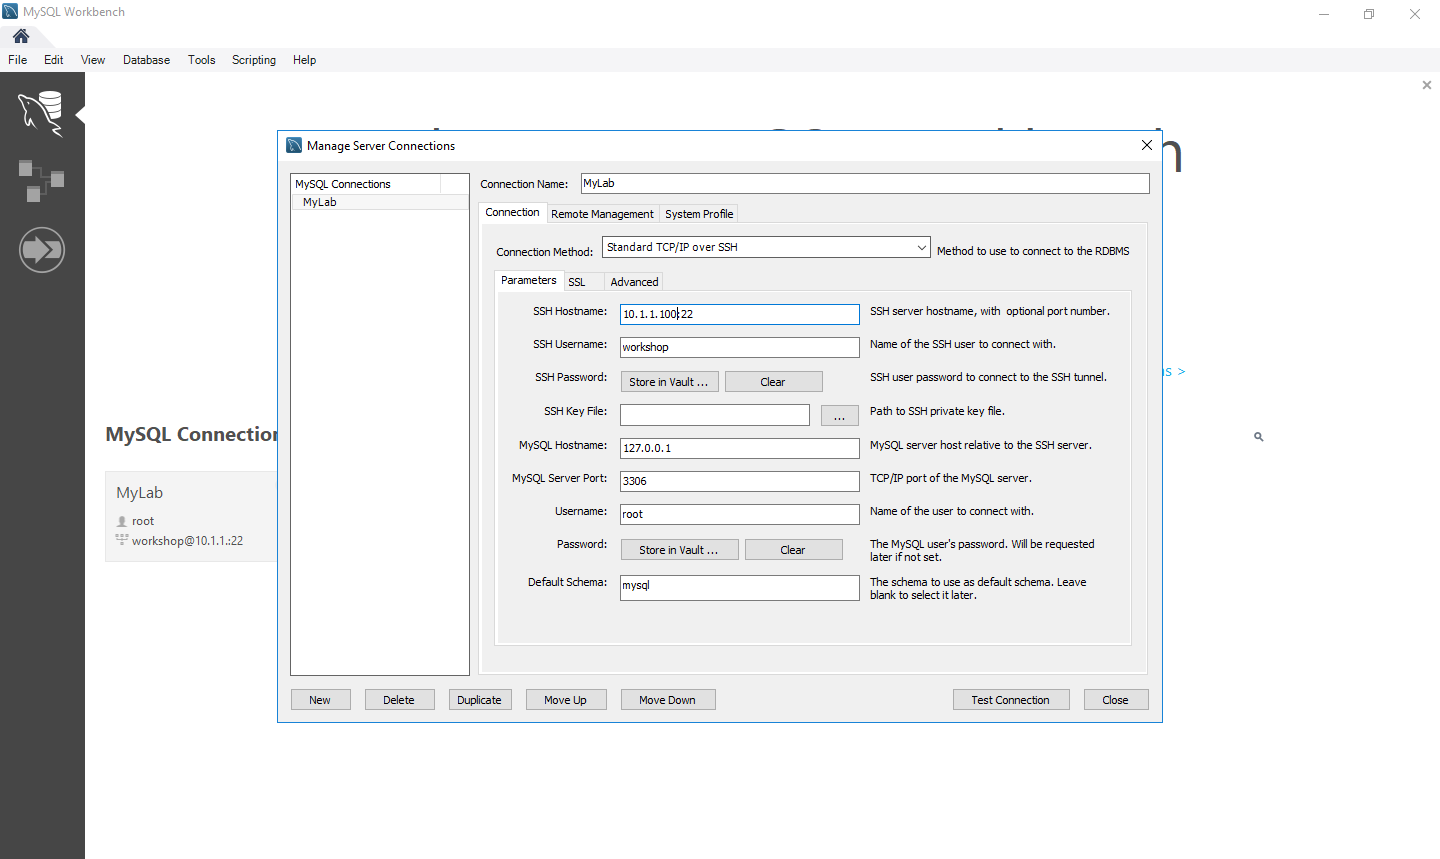 MySQL Workbench
File Edit View Database Tools Scripting Help
Manage Server Connections
MySQL Connections
MyLab
Connection Name: MyLab
Connection Remote Management System Profile
Connection Method: Standard TCP/IP over SSH Method to use to connect to the RDBMS
Parameters SSL Advanced
SSH Hostname: 10.1.1.100:22 SSH server hostname, with optional port number.
SSH Username: workshop Name of the SSH user to connect with.
SSH Password: Store in Vault ... Clear SSH user password to connect to the SSH tunnel.
SSH Key File: ... Path to SSH private key file.
MySQL Hostname: 127.0.0.1 MySQL server host relative to the SSH server.
MySQL Server Port: 3306 TCP/IP port of the MySQL server.
Username: root Name of the user to connect with.
Password: Store in Vault ... Clear The MySQL user's password. Will be requested
later if not set.
Default Schema: mysql The schema to use as default schema. Leave
blank to select it later.
New Delete Duplicate Move Up Move Down Test Connection Close
MySQL Connection
MyLab
root
workshop@10.1.1.:22
s >